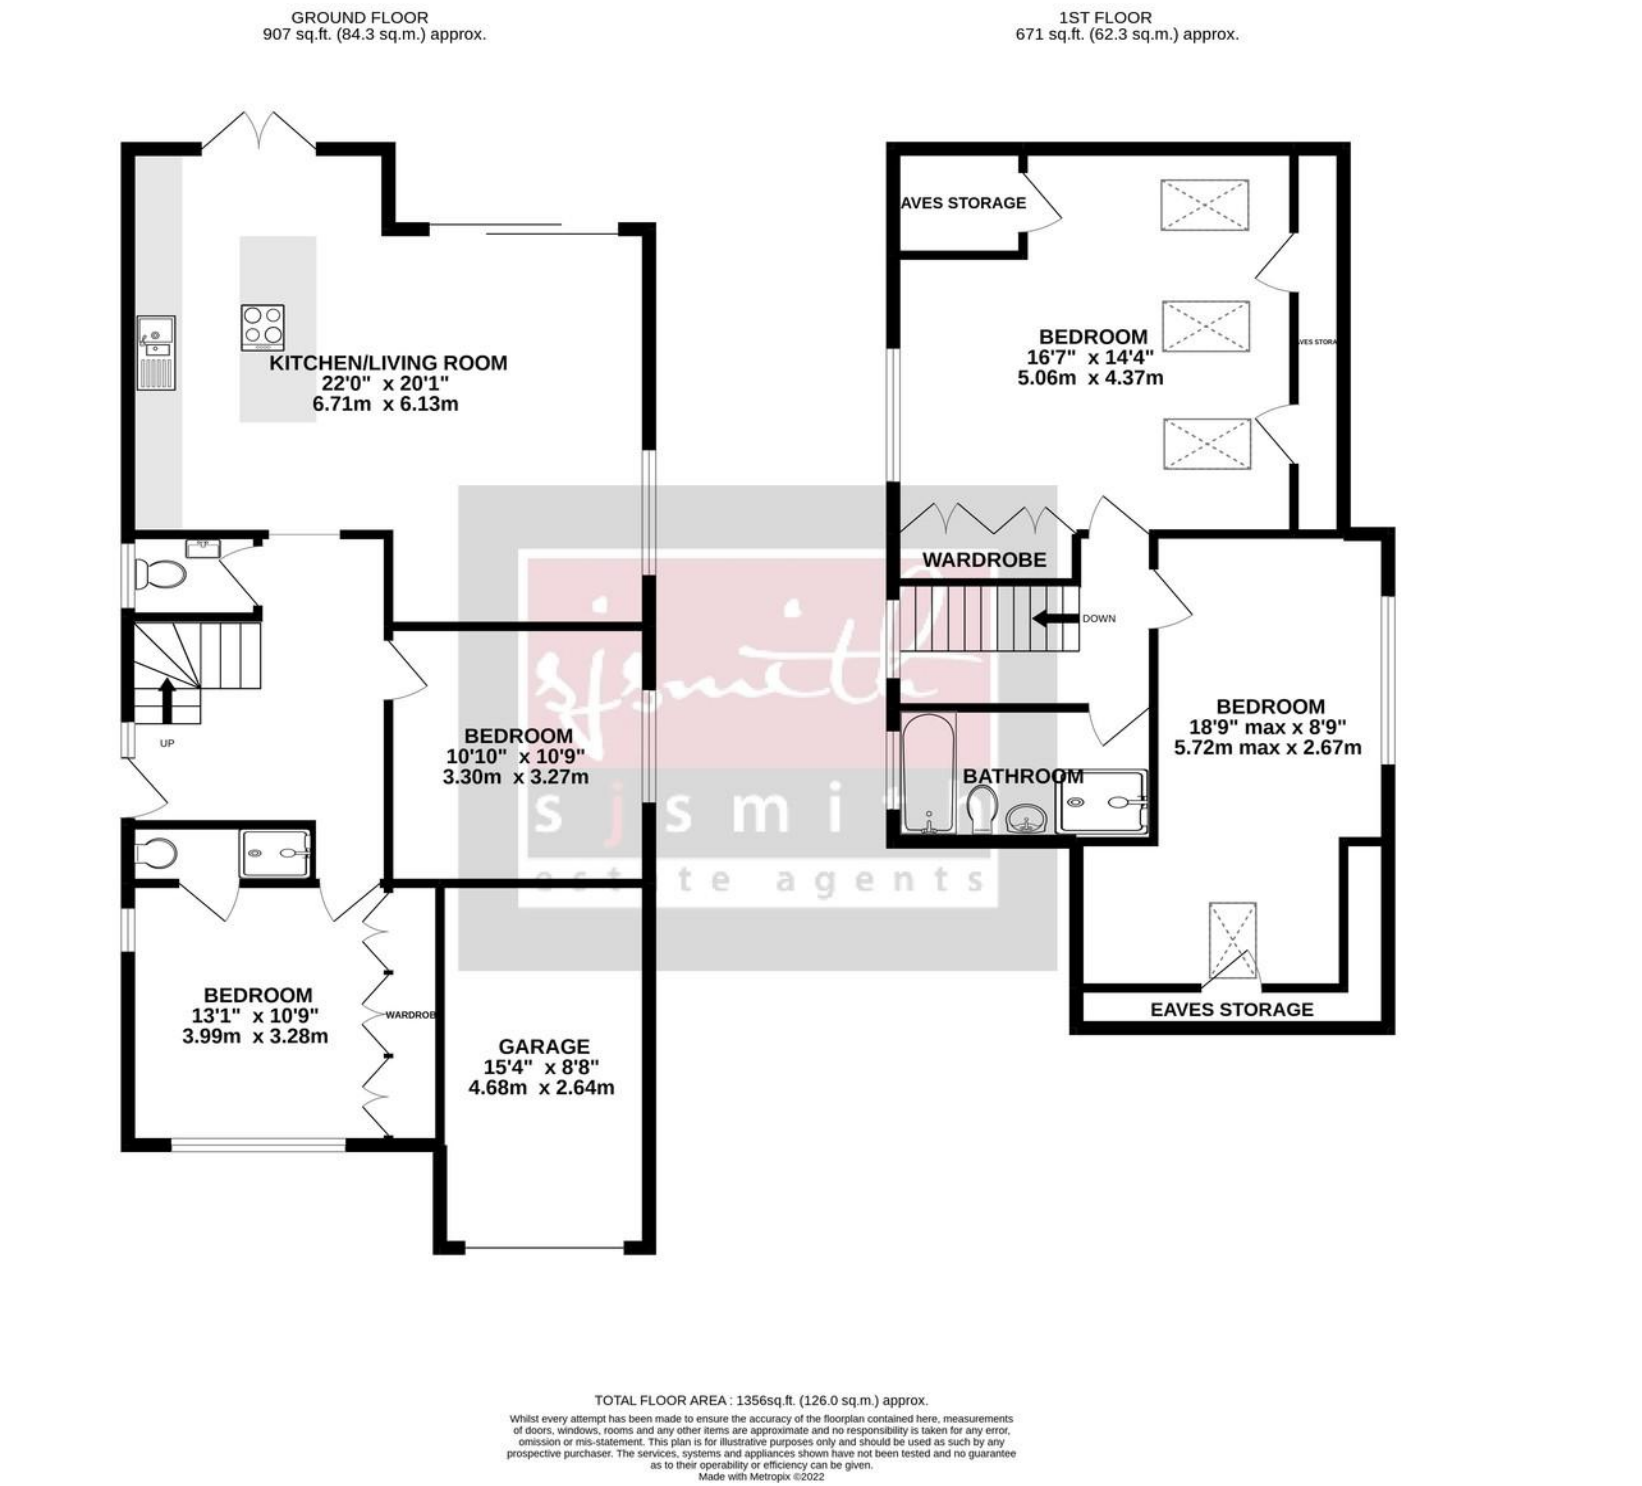 GROUND FLOOR
907 sq.ft. (84.3 sq.m.) approx.
1ST FLOOR
671 sq.ft. (62.3 sq.m.) approx.
KITCHEN/LIVING ROOM
22'0" x 20'1"
6.71m x 6.13m
UP
BEDROOM
10'10" x 10'9"
3.30m x 3.27m
BEDROOM
13'1" x 10'9"
3.99m x 3.28m
WARDROB
GARAGE
15'4" x 8'8"
4.68m x 2.64m
AVES STORAGE
BEDROOM
16'7" x 14'4"
5.06m x 4.37m
VES STORA
WARDROBE
DOWN
BEDROOM
18'9" max x 8'9"
5.72m max x 2.67m
BATHROOM
EAVES STORAGE
sjsmith
sjsmith
estate agents
TOTAL FLOOR AREA : 1356sq.ft. (126.0 sq.m.) approx.
Whilst every attempt has been made to ensure the accuracy of the floorplan contained here, measurements
of doors, windows, rooms and any other items are approximate and no responsibility is taken for any error,
omission or mis-statement. This plan is for illustrative purposes only and should be used as such by any
prospective purchaser. The services, systems and appliances shown have not been tested and no guarantee
as to their operability or efficiency can be given.
Made with Metropix ©2022